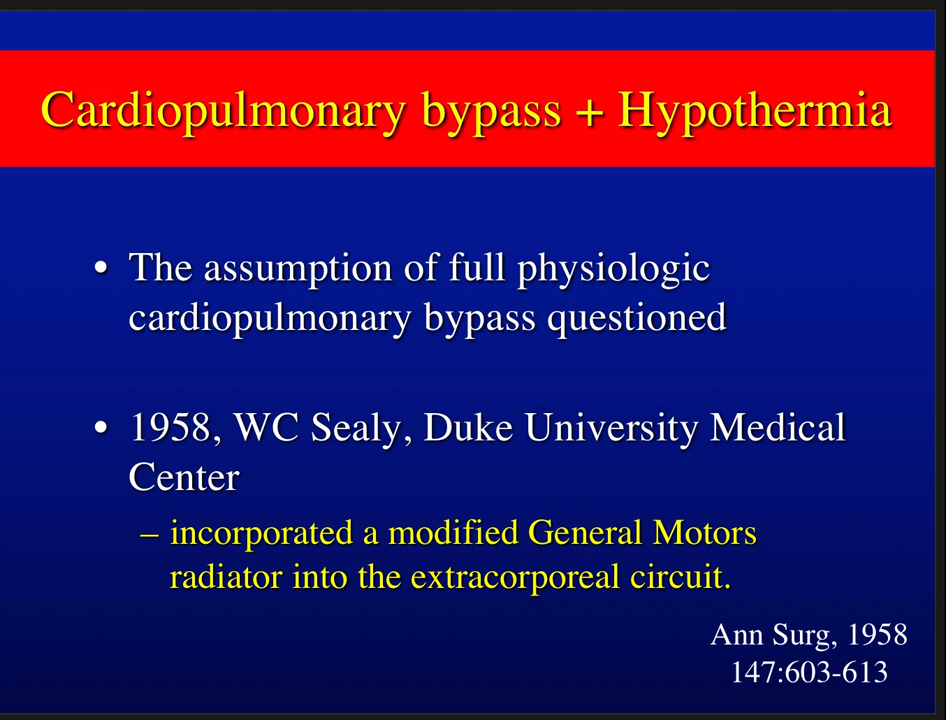 Cardiopulmonary bypass + Hypothermia
• The assumption of full physiologic
cardiopulmonary bypass questioned
• 1958, WC Sealy, Duke University Medical
Center
– incorporated a modified General Motors
radiator into the extracorporeal circuit.
Ann Surg, 1958
147:603-613